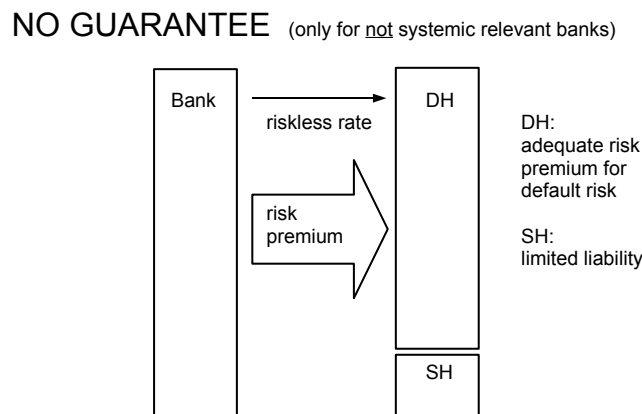 NO GUARANTEE (only for not systemic relevant banks)
Bank
riskless rate
DH
risk
premium
SH
DH:
adequate risk
premium for
default risk
SH:
limited liability